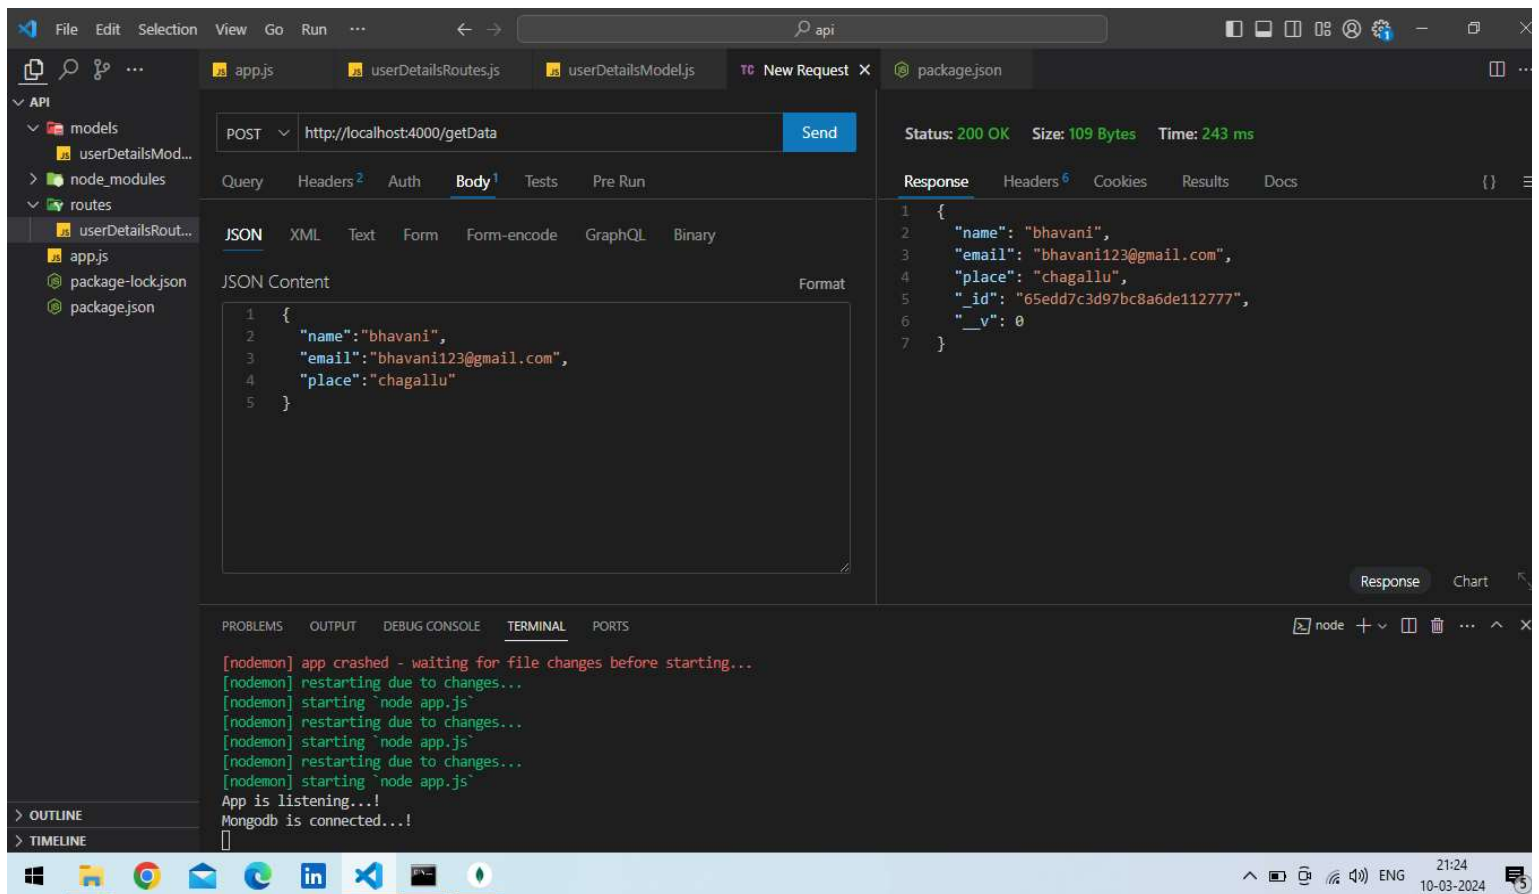 File Edit Selection View Go Run ··· api
app.js userDetailsRoutes.js userDetailsModel.js TC New Request package.json
API
models
userDetailsMod...
node_modules
routes
userDetailsRout...
app.js
package-lock.json
package.json
OUTLINE
TIMELINE
POST http://localhost:4000/getData Send
Query Headers 2 Auth Body 1 Tests Pre Run
JSON XML Text Form Form-encode GraphQL Binary
JSON Content Format
1 {
2 "name":"bhavani",
3 "email":"bhavani123@gmail.com",
4 "place":"chagallu"
5 }
Status: 200 OK Size: 109 Bytes Time: 243 ms
Response Headers 6 Cookies Results Docs {}
1 {
2 "name": "bhavani",
3 "email": "bhavani123@gmail.com",
4 "place": "chagallu",
5 "_id": "65edd7c3d97bc8a6de112777",
6 "__v": 0
7 }
Response Chart
PROBLEMS OUTPUT DEBUG CONSOLE TERMINAL PORTS node
[nodemon] app crashed - waiting for file changes before starting...
[nodemon] restarting due to changes...
[nodemon] starting `node app.js`
[nodemon] restarting due to changes...
[nodemon] starting `node app.js`
[nodemon] restarting due to changes...
[nodemon] starting `node app.js`
App is listening...!
Mongodb is connected...!
ENG 21:24
10-03-2024